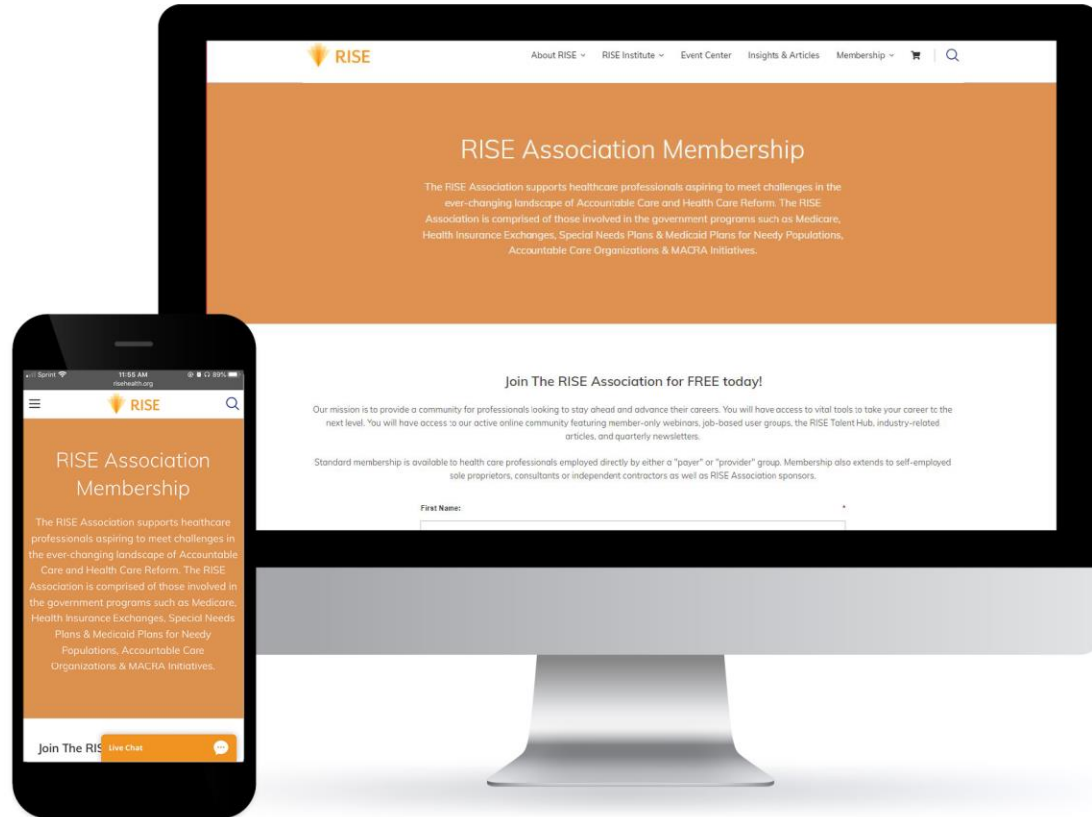 RISE
About RISE
RISE Institute
Event Center
Insights & Articles
Membership
RISE Association Membership
The RISE Association supports healthcare professionals aspiring to meet challenges in the
ever-changing landscape of Accountable Care and Health Care Reform. The RISE
Association is comprised of those involved in the government programs such as Medicare,
Health Insurance Exchanges, Special Needs Plans & Medicaid Plans for Needy Populations,
Accountable Care Organizations & MACRA Initiatives.
Join The RISE Association for FREE today!
Our mission is to provide a community for professionals looking to stay ahead and advance their careers. You will have access to vital tools to take your career to the
next level. You will have access to our active online community featuring member-only webinars, job-based user groups, the RISE Talent Hub, industry-related
articles, and quarterly newsletters.
Standard membership is available to health care professionals employed directly by either a "payer" or "provider" group. Membership also extends to self-employed
sole proprietors, consultants or independent contractors as well as RISE Association sponsors.
First Name: *
Sprint 11:55 AM 89%
risehealth.org
RISE
RISE Association
Membership
The RISE Association supports healthcare
professionals aspiring to meet challenges in
the ever-changing landscape of Accountable
Care and Health Care Reform. The RISE
Association is comprised of those involved in
the government programs such as Medicare,
Health Insurance Exchanges, Special Needs
Plans & Medicaid Plans for Needy
Populations, Accountable Care
Organizations & MACRA Initiatives.
Join The RIS
Live Chat